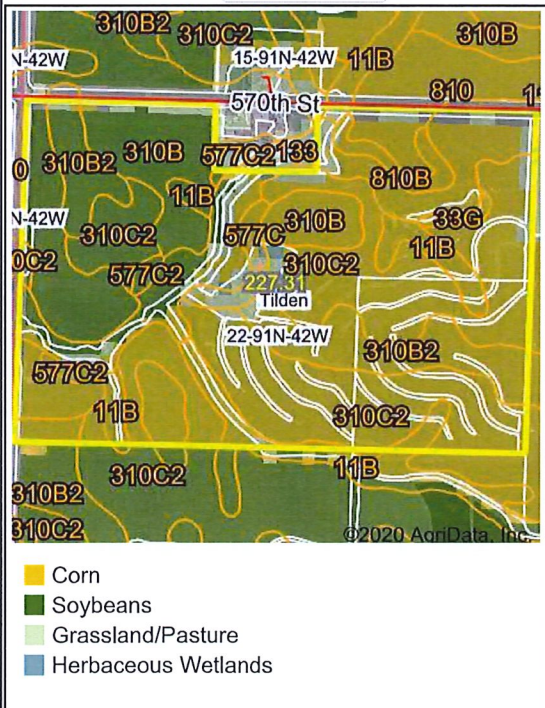 310B2 310C2 310B
N-42W 15-91N-42W 11B
570th St 810 1
0 310B2 310B 577C2 133
810B
11B
N-42W 310B 33G
310C2 577C 11B
0C2 577C2 310C2
227.31
Tilden
22-91N-42W
310B2
577C2
11B 310C2
310C2 11B
310B2
310C2
©2020 AgriData, Inc.
Corn
Soybeans
Grassland/Pasture
Herbaceous Wetlands